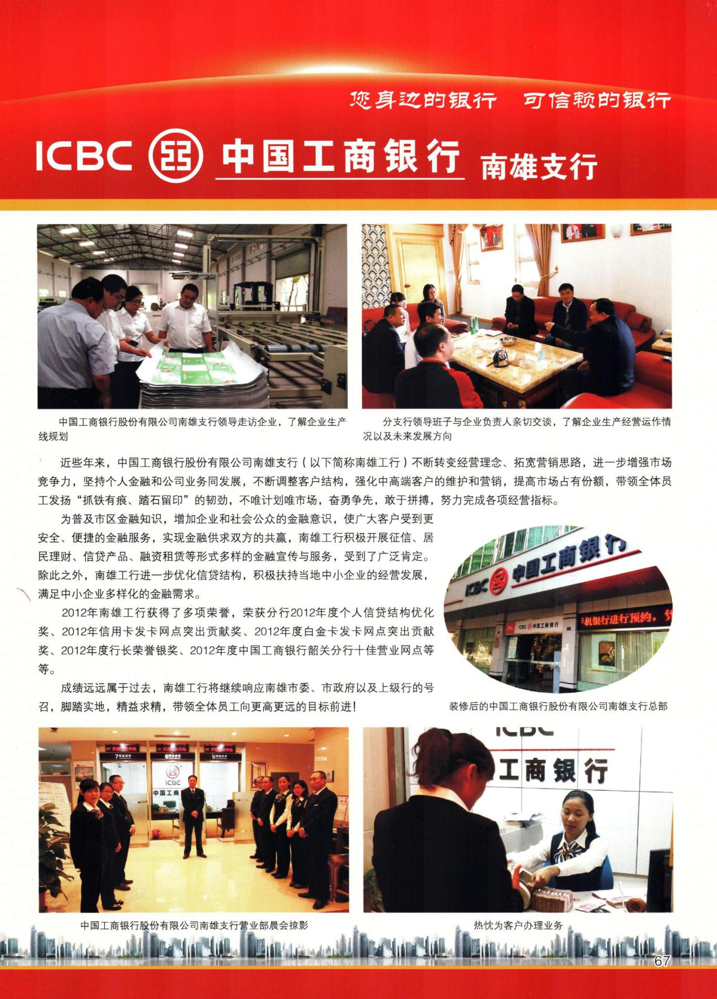 您身边的银行 可信赖的银行
ICBC 中国工商银行 南雄支行
中国工商银行股份有限公司南雄支行领导走访企业，了解企业生产
线规划
分支行领导班子与企业负责人亲切交谈，了解企业生产经营运作情
况以及未来发展方向
近些年来，中国工商银行股份有限公司南雄支行（以下简称南雄工行）不断转变经营理念、拓宽营销思路，进一步增强市场
竞争力，坚持个人金融和公司业务同发展，不断调整客户结构，强化中高端客户的维护和营销，提高市场占有份额，带领全体员
工发扬“抓铁有痕、踏石留印”的韧劲，不唯计划唯市场，奋勇争先，敢于拼搏，努力完成各项经营指标。
为普及市区金融知识，增加企业和社会公众的金融意识，使广大客户受到更
安全、便捷的金融服务，实现金融供求双方的共赢，南雄工行积极开展征信、居
民理财、信贷产品、融资租赁等形式多样的金融宣传与服务，受到了广泛肯定。
除此之外，南雄工行进一步优化信贷结构，积极扶持当地中小企业的经营发展，
满足中小企业多样化的金融需求。
2012年南雄工行获得了多项荣誉，荣获分行2012年度个人信贷结构优化
奖、2012年信用卡发卡网点突出贡献奖、2012年度白金卡发卡网点突出贡献
奖、2012年度行长荣誉银奖、2012年度中国工商银行韶关分行十佳营业网点等
等。
成绩远远属于过去，南雄工行将继续响应南雄市委、市政府以及上级行的号
召，脚踏实地，精益求精，带领全体员工向更高更远的目标前进！
ICBC 中国工商银行
ICBC 中国工商银行
机银行进行预约，
装修后的中国工商银行股份有限公司南雄支行总部
7现金业务 6现金业务 5现金业务
ICBC
中国工商
ICBC
工商银行
中国工商银行股份有限公司南雄支行营业部晨会掠影
热忱为客户办理业务
67